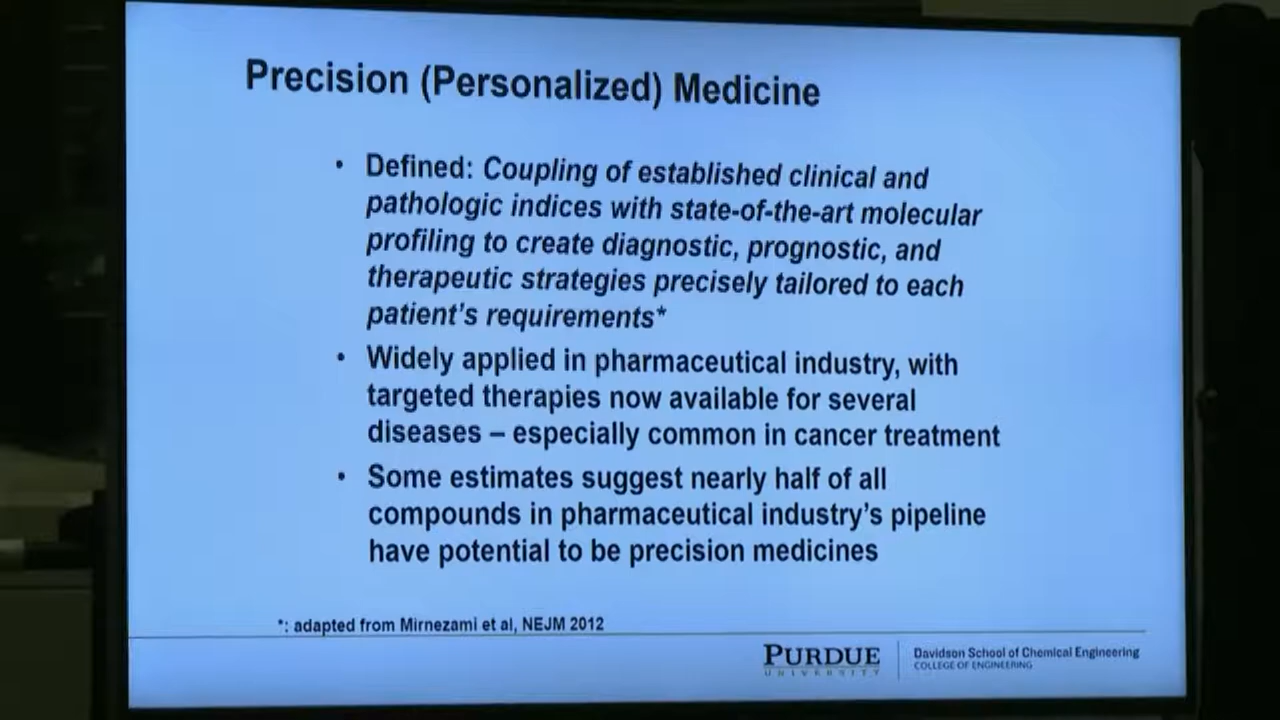 Precision (Personalized) Medicine
• Defined: Coupling of established clinical and
pathologic indices with state-of-the-art molecular
profiling to create diagnostic, prognostic, and
therapeutic strategies precisely tailored to each
patient's requirements*
• Widely applied in pharmaceutical industry, with
targeted therapies now available for several
diseases – especially common in cancer treatment
• Some estimates suggest nearly half of all
compounds in pharmaceutical industry's pipeline
have potential to be precision medicines
*: adapted from Mirnezami et al, NEJM 2012
PURDUE
UNIVERSITY
Davidson School of Chemical Engineering
COLLEGE OF ENGINEERING